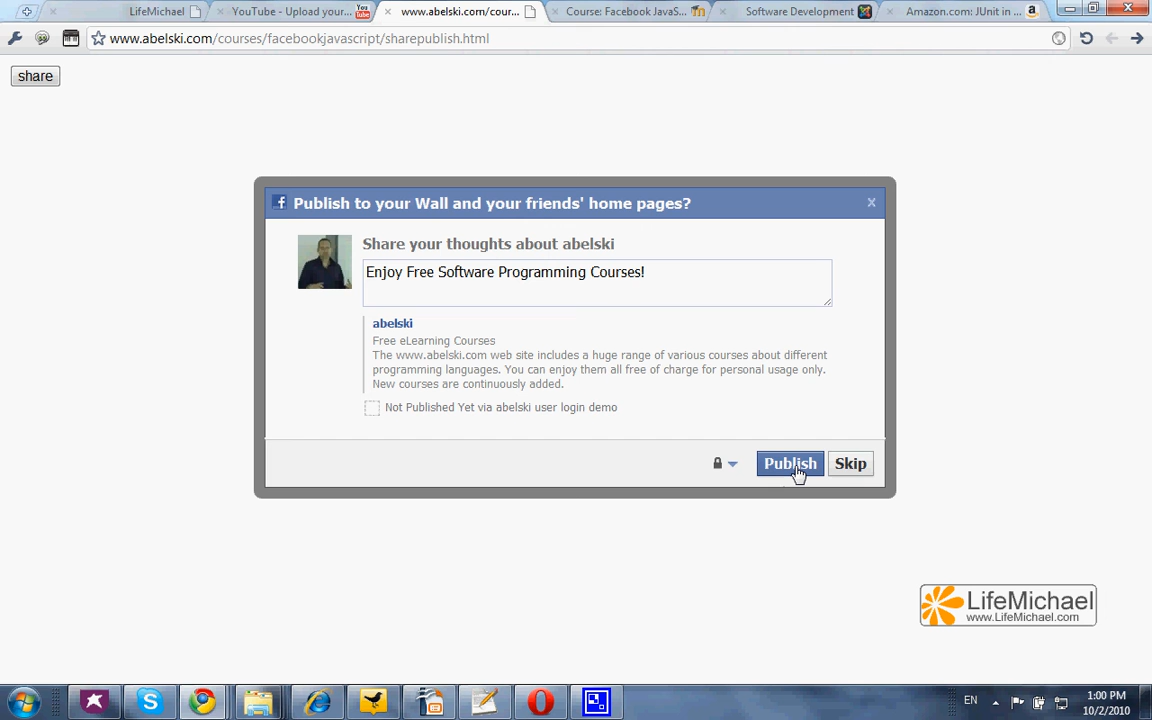 LifeMichael
YouTube - Upload your...
You
Tube
www.abelski.com/cour...
Course: Facebook JavaS...
Software Development
Amazon.com: JUnit in ...
www.abelski.com/courses/facebookjavascript/sharepublish.html
share
Publish to your Wall and your friends' home pages?
Share your thoughts about abelski
Enjoy Free Software Programming Courses!
abelski
Free eLearning Courses
The www.abelski.com web site includes a huge range of various courses about different
programming languages. You can enjoy them all free of charge for personal usage only.
New courses are continuously added.
Not Published Yet via abelski user login demo
Publish
Skip
LifeMichael
www.LifeMichael.com
EN
1:00 PM
10/2/2010